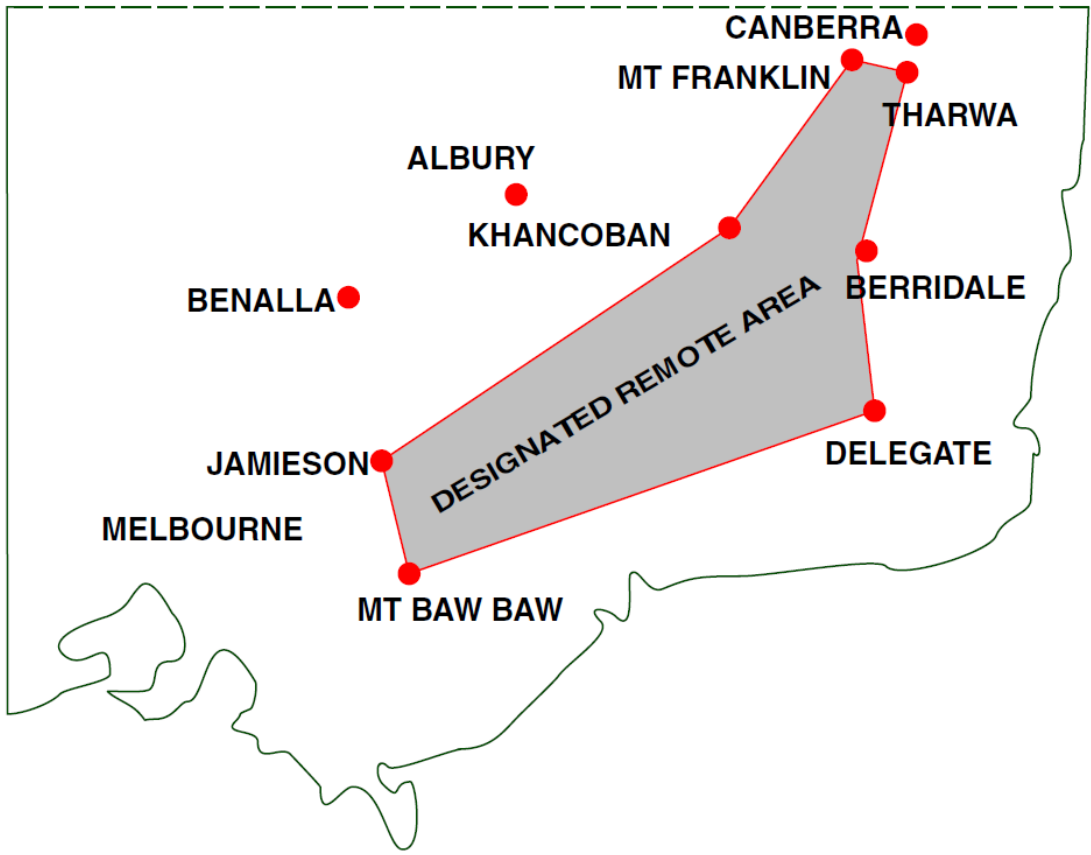 CANBERRA
MT FRANKLIN
THARWA
ALBURY
KHANCOBAN
BENALLA
BERRIDALE
DESIGNATED REMOTE AREA
JAMIESON
DELEGATE
MELBOURNE
MT BAW BAW